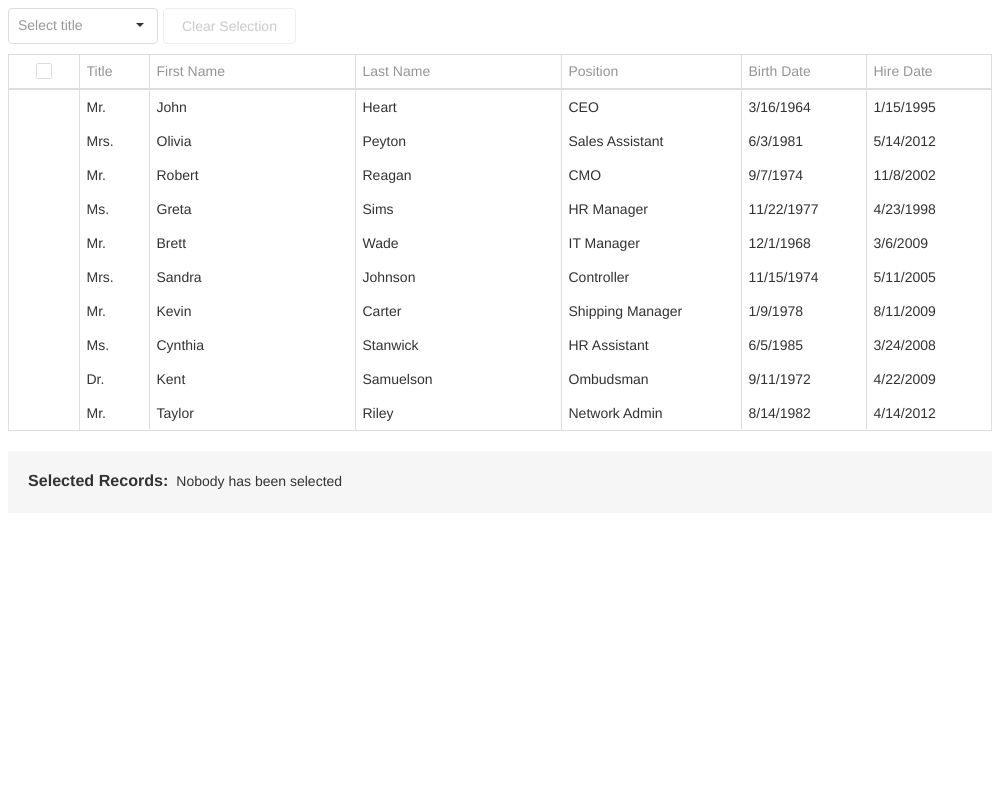 Select title Clear Selection
Title First Name Last Name Position Birth Date Hire Date
Mr. John Heart CEO 3/16/1964 1/15/1995
Mrs. Olivia Peyton Sales Assistant 6/3/1981 5/14/2012
Mr. Robert Reagan CMO 9/7/1974 11/8/2002
Ms. Greta Sims HR Manager 11/22/1977 4/23/1998
Mr. Brett Wade IT Manager 12/1/1968 3/6/2009
Mrs. Sandra Johnson Controller 11/15/1974 5/11/2005
Mr. Kevin Carter Shipping Manager 1/9/1978 8/11/2009
Ms. Cynthia Stanwick HR Assistant 6/5/1985 3/24/2008
Dr. Kent Samuelson Ombudsman 9/11/1972 4/22/2009
Mr. Taylor Riley Network Admin 8/14/1982 4/14/2012
Selected Records: Nobody has been selected